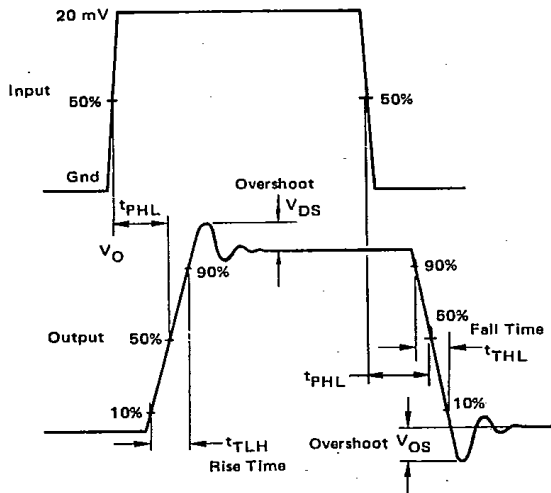 20 mV
Input
50%
50%
Gnd
Overshoot
tPHL
VDS
VO
90%
90%
50%
Output
50%
Fall Time
tTHL
tPHL
10%
10%
tTLH
Rise Time
Overshoot
VOS